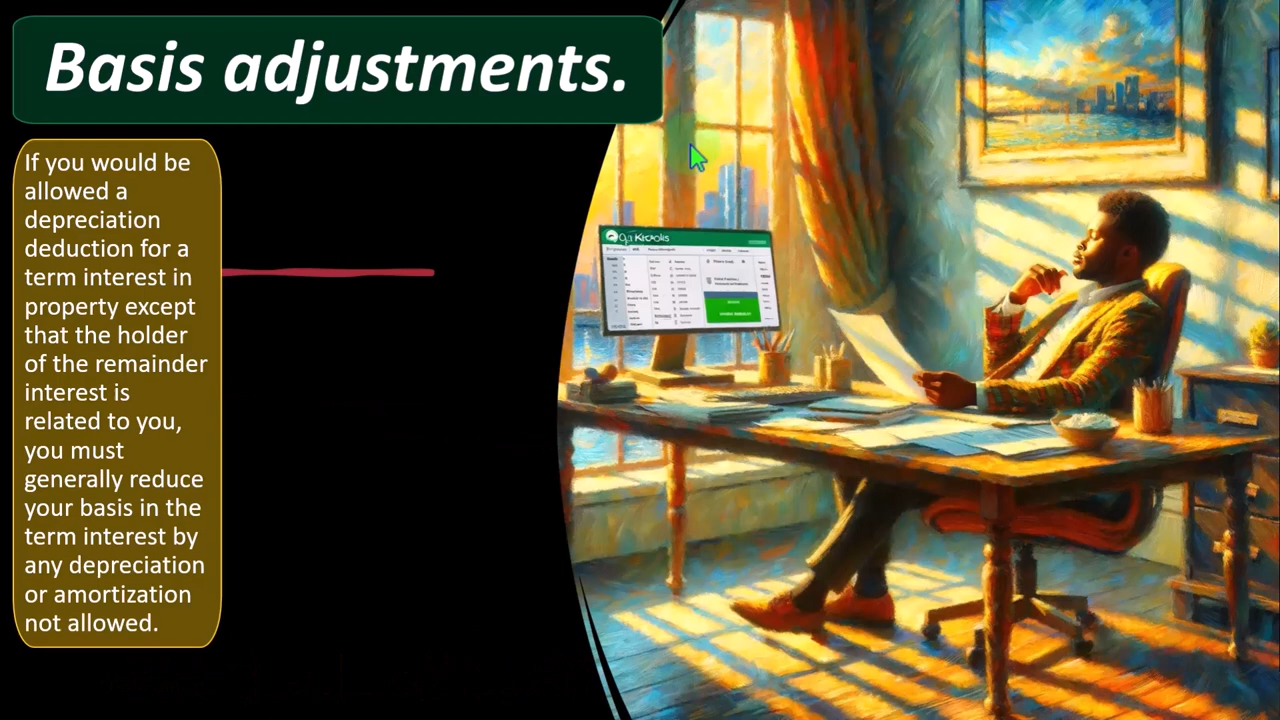 Basis adjustments.
If you would be
allowed a
depreciation
deduction for a
term interest in
property except
that the holder
of the remainder
interest is
related to you,
you must
generally reduce
your basis in the
term interest by
any depreciation
or amortization
not allowed.